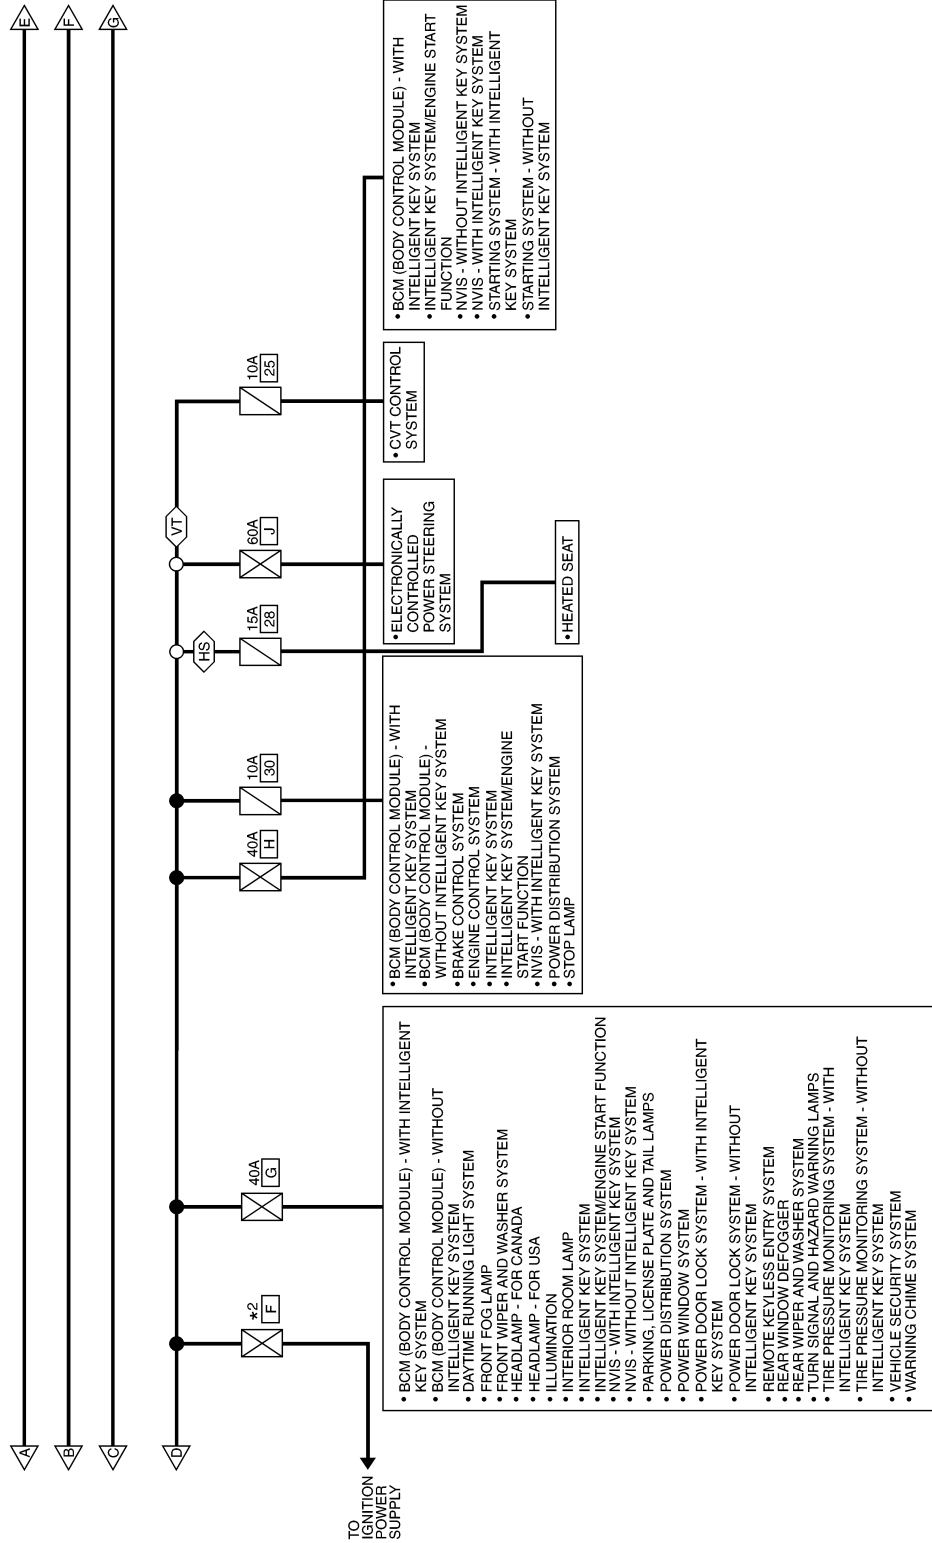 A
E
B
F
C
G
D
*2
F
40A
G
40A
H
10A
30
15A
28
HS
60A
J
VT
10A
25
TO
IGNITION
POWER
SUPPLY
• BCM (BODY CONTROL MODULE) - WITH INTELLIGENT
KEY SYSTEM
• BCM (BODY CONTROL MODULE) - WITHOUT
INTELLIGENT KEY SYSTEM
• DAYTIME RUNNING LIGHT SYSTEM
• FRONT FOG LAMP
• FRONT WIPER AND WASHER SYSTEM
• HEADLAMP - FOR CANADA
• HEADLAMP - FOR USA
• ILLUMINATION
• INTERIOR ROOM LAMP
• INTELLIGENT KEY SYSTEM
• INTELLIGENT KEY SYSTEM/ENGINE START FUNCTION
• NVIS - WITH INTELLIGENT KEY SYSTEM
• NVIS - WITHOUT INTELLIGENT KEY SYSTEM
• PARKING, LICENSE PLATE AND TAIL LAMPS
• POWER DISTRIBUTION SYSTEM
• POWER WINDOW SYSTEM
• POWER DOOR LOCK SYSTEM - WITH INTELLIGENT
KEY SYSTEM
• POWER DOOR LOCK SYSTEM - WITHOUT
INTELLIGENT KEY SYSTEM
• REMOTE KEYLESS ENTRY SYSTEM
• REAR WINDOW DEFOGGER
• REAR WIPER AND WASHER SYSTEM
• TURN SIGNAL AND HAZARD WARNING LAMPS
• TIRE PRESSURE MONITORING SYSTEM - WITH
INTELLIGENT KEY SYSTEM
• TIRE PRESSURE MONITORING SYSTEM - WITHOUT
INTELLIGENT KEY SYSTEM
• VEHICLE SECURITY SYSTEM
• WARNING CHIME SYSTEM
• BCM (BODY CONTROL MODULE) - WITH
INTELLIGENT KEY SYSTEM
• BCM (BODY CONTROL MODULE) -
WITHOUT INTELLIGENT KEY SYSTEM
• BRAKE CONTROL SYSTEM
• ENGINE CONTROL SYSTEM
• INTELLIGENT KEY SYSTEM
• INTELLIGENT KEY SYSTEM/ENGINE
START FUNCTION
• NVIS - WITH INTELLIGENT KEY SYSTEM
• POWER DISTRIBUTION SYSTEM
• STOP LAMP
• ELECTRONICALLY
CONTROLLED
POWER STEERING
SYSTEM
• HEATED SEAT
• CVT CONTROL
SYSTEM
• BCM (BODY CONTROL MODULE) - WITH
INTELLIGENT KEY SYSTEM
• INTELLIGENT KEY SYSTEM/ENGINE START
FUNCTION
• NVIS - WITHOUT INTELLIGENT KEY SYSTEM
• NVIS - WITH INTELLIGENT KEY SYSTEM
• STARTING SYSTEM - WITH INTELLIGENT
KEY SYSTEM
• STARTING SYSTEM - WITHOUT
INTELLIGENT KEY SYSTEM